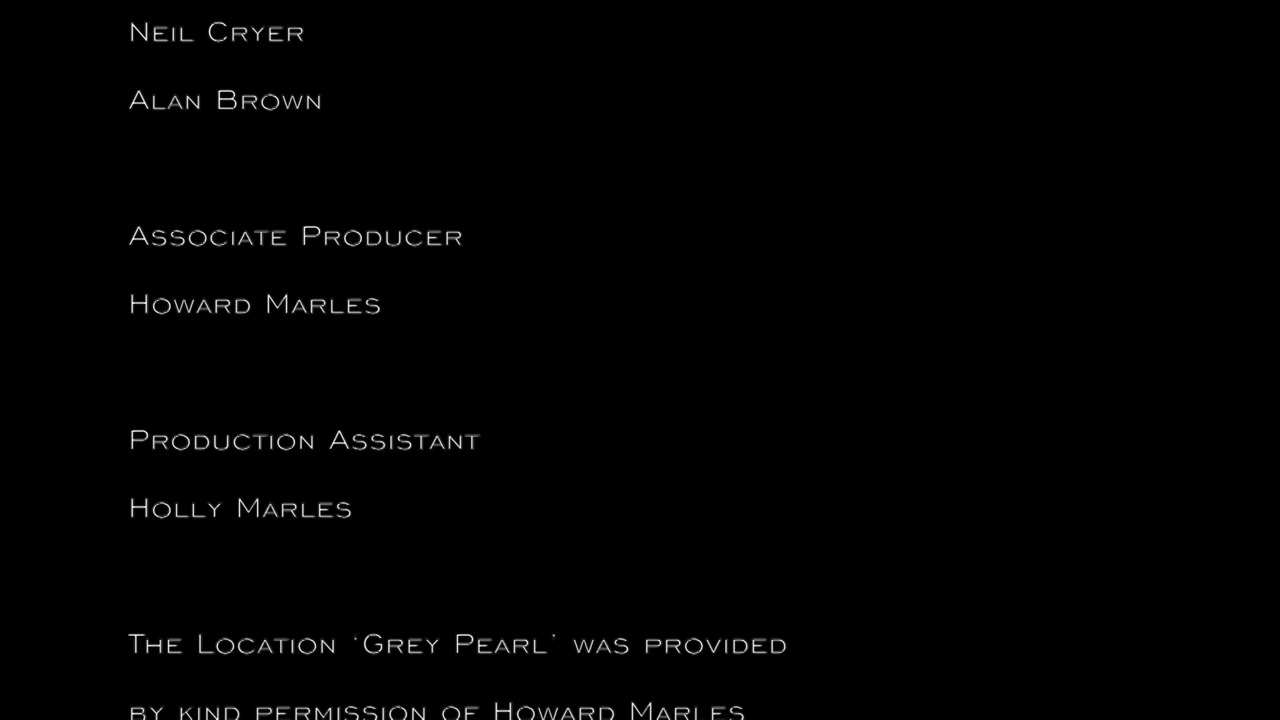 Neil Cryer
Alan Brown
Associate Producer
Howard Marles
Production Assistant
Holly Marles
The Location ‘Grey Pearl’ was provided
by kind permission of Howard Marles